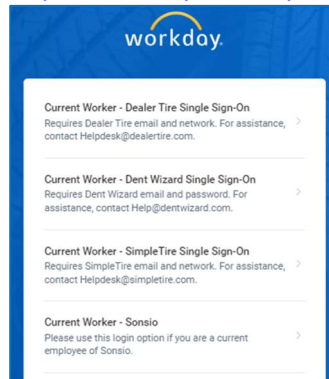 workday.
Current Worker - Dealer Tire Single Sign-On
Requires Dealer Tire email and network. For assistance,
contact Helpdesk@dealertire.com.
Current Worker - Dent Wizard Single Sign-On
Requires Dent Wizard email and password. For
assistance, contact Help@dentwizard.com.
Current Worker - SimpleTire Single Sign-On
Requires SimpleTire email and network. For assistance,
contact Helpdesk@simpletire.com.
Current Worker - Sonsio
Please use this login option if you are a current
employee of Sonsio.